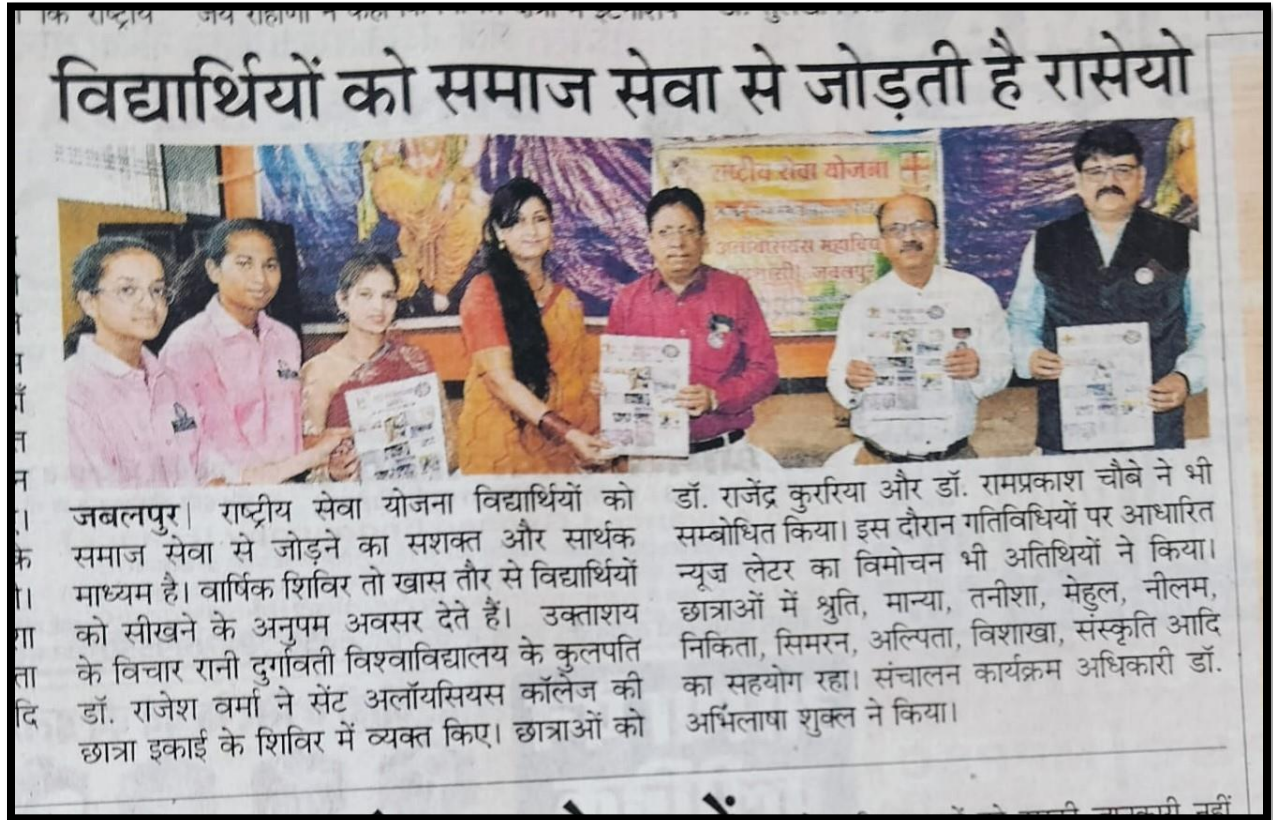 कि राष्ट्रीय
विद्यार्थियों को समाज सेवा से जोड़ती है रासेयो
राष्ट्रीय सेवा योजना
जबलपुर
जबलपुर। राष्ट्रीय सेवा योजना विद्यार्थियों को
समाज सेवा से जोड़ने का सशक्त और सार्थक
माध्यम है। वार्षिक शिविर तो खास तौर से विद्यार्थियों
को सीखने के अनुपम अवसर देते हैं। उक्ताशय
के विचार रानी दुर्गावती विश्वाविद्यालय के कुलपति
डॉ. राजेश वर्मा ने सेंट अलॉयसियस कॉलेज की
छात्रा इकाई के शिविर में व्यक्त किए। छात्राओं को
डॉ. राजेंद्र कुररिया और डॉ. रामप्रकाश चौबे ने भी
सम्बोधित किया। इस दौरान गतिविधियों पर आधारित
न्यूज लेटर का विमोचन भी अतिथियों ने किया।
छात्राओं में श्रुति, मान्या, तनीशा, मेहुल, नीलम,
निकिता, सिमरन, अल्पिता, विशाखा, संस्कृति आदि
का सहयोग रहा। संचालन कार्यक्रम अधिकारी डॉ.
अभिलाषा शुक्ल ने किया।